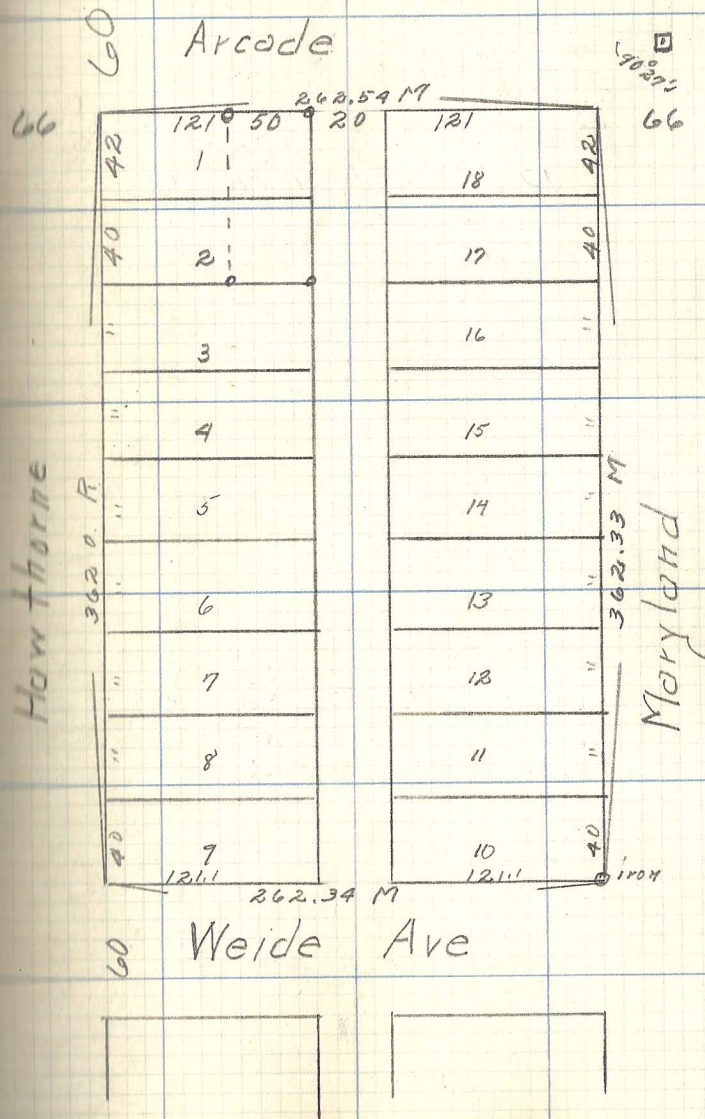 60 Arcade
90°27'
66 262.54 M 66
121 50 20 121
42 1 18 42
40 2 17 40
" 3 16 "
" 4 15 "
" 5 14 "
" 6 13 "
" 7 12 "
" 8 11 "
40 9 10 40
121.1 121.1 iron
262.34 M
Hawthorne
362.0 R
362.33 M
Maryland
60 Weide Ave